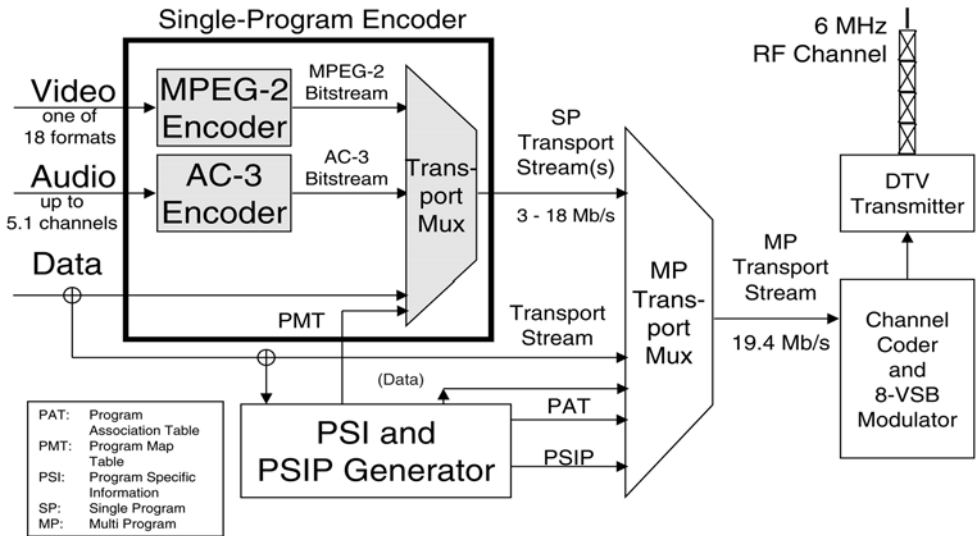 Single-Program Encoder
6 MHz
RF Channel
Video
one of
18 formats
MPEG-2
Encoder
MPEG-2
Bitstream
Audio
up to
5.1 channels
AC-3
Encoder
AC-3
Bitstream
Trans-
port
Mux
SP
Transport
Stream(s)
3 - 18 Mb/s
DTV
Transmitter
Data
PMT
Transport
Stream
MP
Trans-
port
Mux
MP
Transport
Stream
19.4 Mb/s
Channel
Coder
and
8-VSB
Modulator
(Data)
PAT
PSIP
PSI and
PSIP Generator
PAT: Program
Association Table
PMT: Program Map
Table
PSI: Program Specific
Information
SP: Single Program
MP: Multi Program